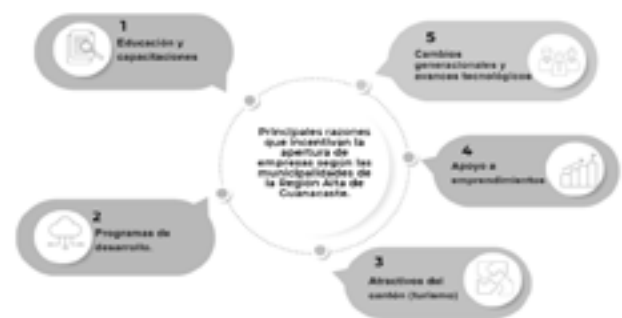 1
Educación y
capacitaciones
5
Cambios
generacionales y
avances tecnológicos
Principales razones
que incentivan la
apertura de
empresas según las
municipalidades de
la Región Alta de
Guanacaste.
4
Apoyo a
emprendimientos
2
Programas de
desarrollo.
3
Atractivos del
cantón (turismo)